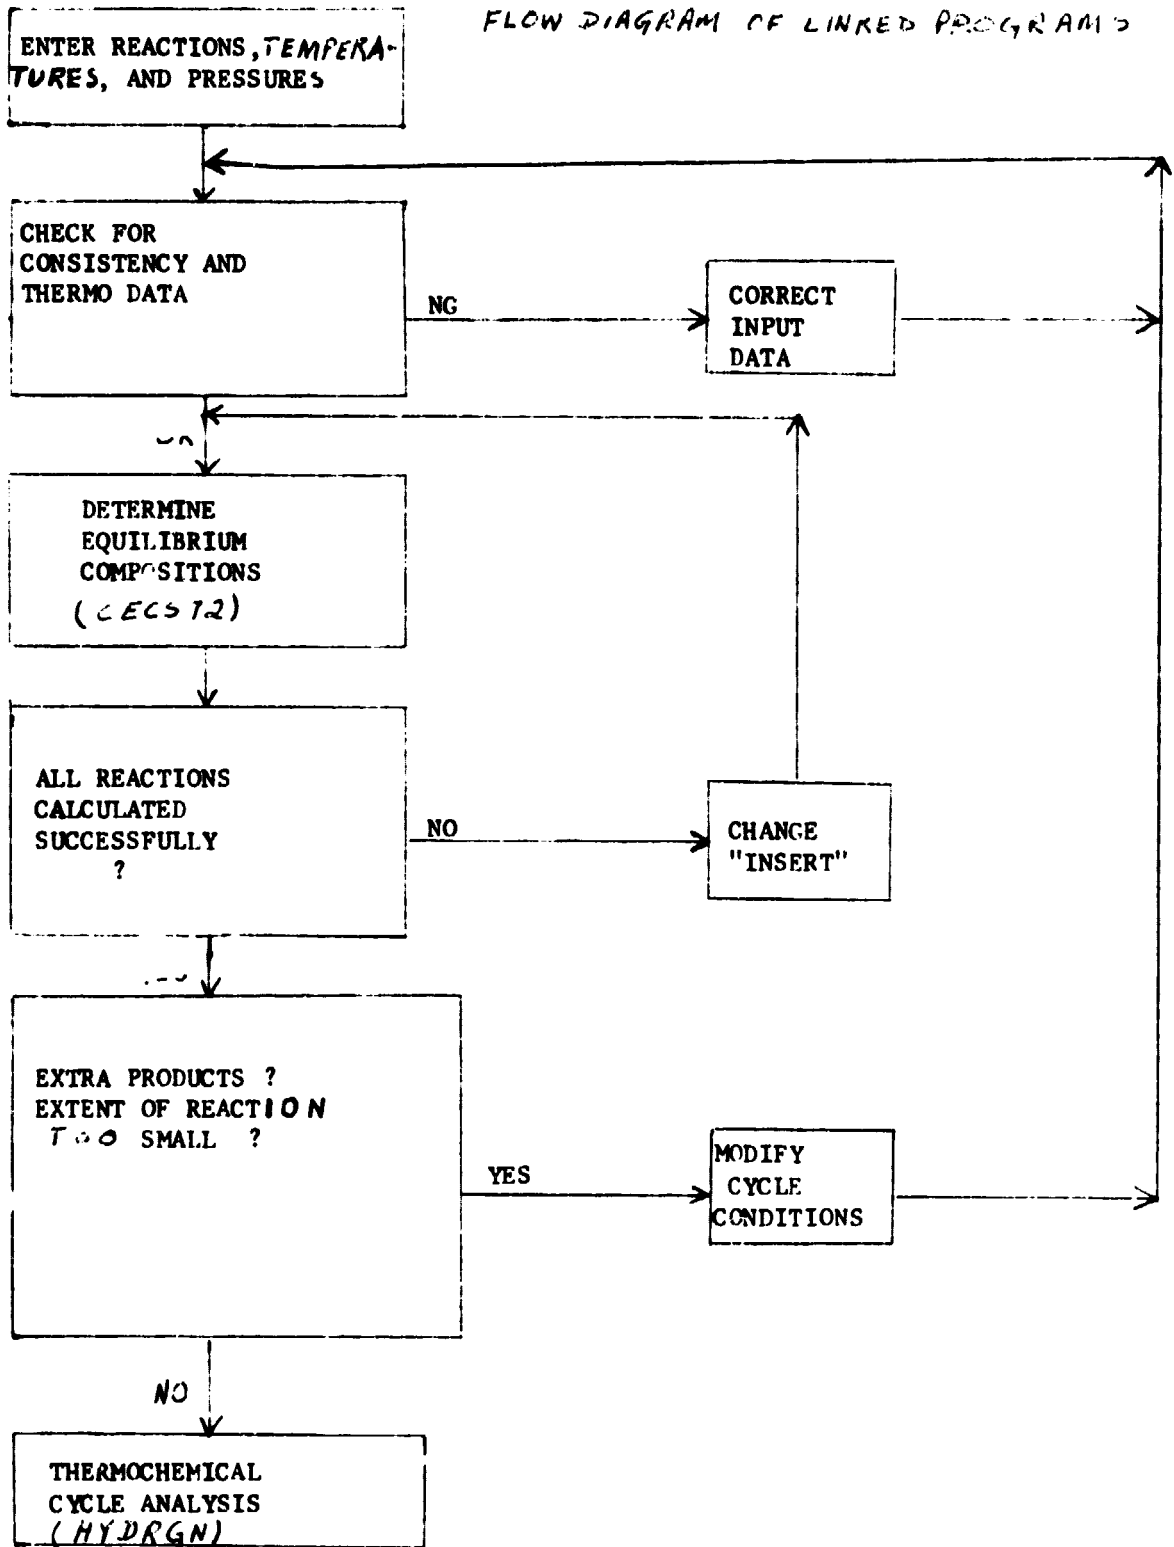 FLOW DIAGRAM OF LINKED PROGRAMS
ENTER REACTIONS, TEMPERA-
TURES, AND PRESSURES
CHECK FOR
CONSISTENCY AND
THERMO DATA
NG
CORRECT
INPUT
DATA
DETERMINE
EQUILIBRIUM
COMPOSITIONS
ALL REACTIONS
CALCULATED
SUCCESSFULLY
?
NO
CHANGE
"INSERT"
EXTRA PRODUCTS ?
EXTENT OF REACTION
TOO SMALL ?
YES
MODIFY
CYCLE
CONDITIONS
NO
THERMOCHEMICAL
CYCLE ANALYSIS
(HYDRGN)